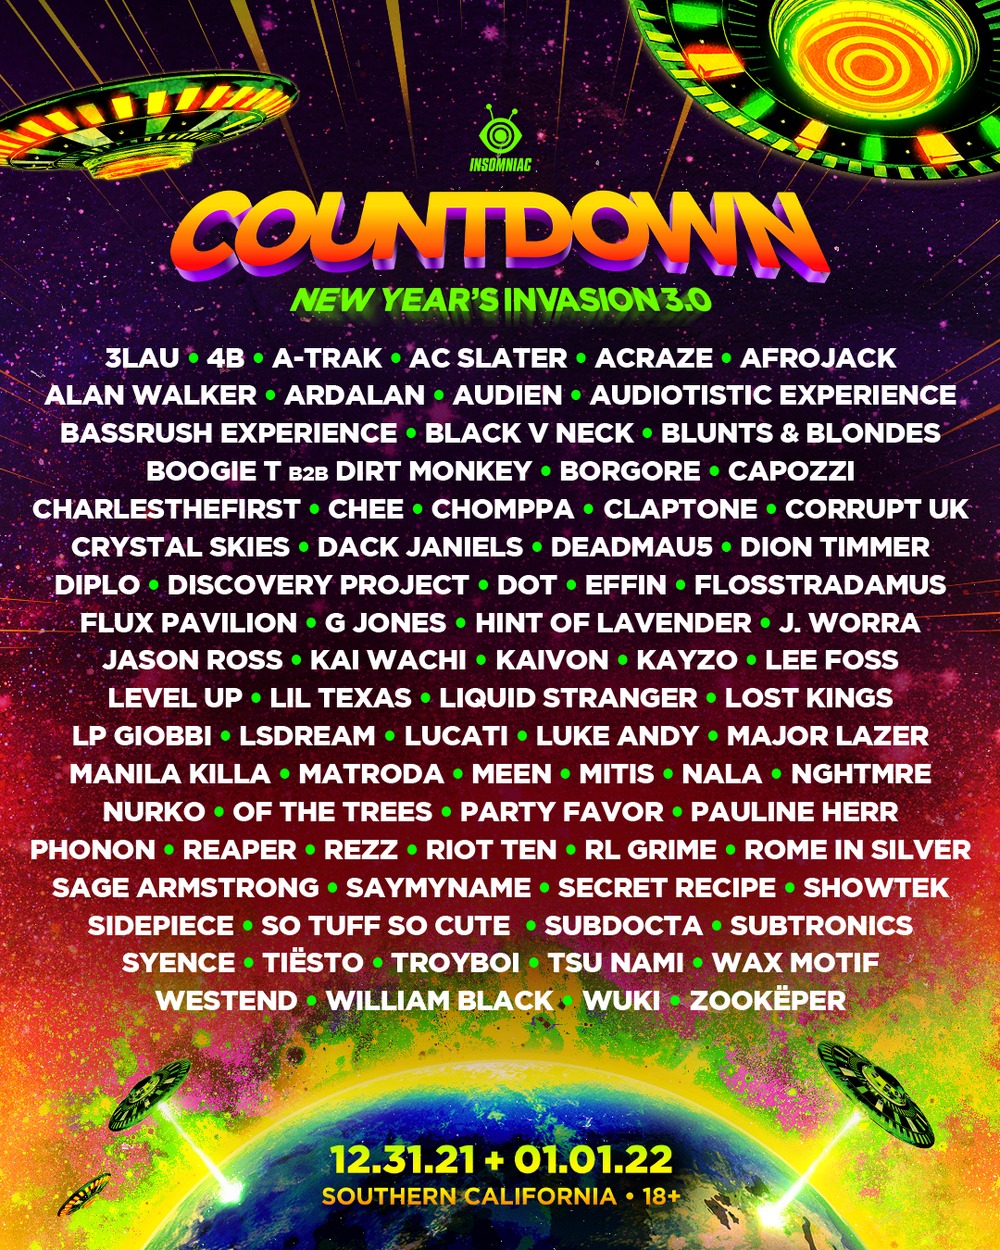 INSOMNIAC
COUNTDOWN
NEW YEAR'S INVASION 3.0
3LAU • 4B • A-TRAK • AC SLATER • ACRAZE • AFROJACK
ALAN WALKER • ARDALAN • AUDIEN • AUDIOTISTIC EXPERIENCE
BASSRUSH EXPERIENCE • BLACK V NECK • BLUNTS & BLONDES
BOOGIE T B2B DIRT MONKEY • BORGORE • CAPOZZI
CHARLESTHEFIRST • CHEE • CHOMPPA • CLAPTONE • CORRUPT UK
CRYSTAL SKIES • DACK JANIELS • DEADMAU5 • DION TIMMER
DIPLO • DISCOVERY PROJECT • DOT • EFFIN • FLOSSTRADAMUS
FLUX PAVILION • G JONES • HINT OF LAVENDER • J. WORRA
JASON ROSS • KAI WACHI • KAIVON • KAYZO • LEE FOSS
LEVEL UP • LIL TEXAS • LIQUID STRANGER • LOST KINGS
LP GIOBBI • LSDREAM • LUCATI • LUKE ANDY • MAJOR LAZER
MANILA KILLA • MATRODA • MEEN • MITIS • NALA • NGHTMRE
NURKO • OF THE TREES • PARTY FAVOR • PAULINE HERR
PHONON • REAPER • REZZ • RIOT TEN • RL GRIME • ROME IN SILVER
SAGE ARMSTRONG • SAYMYNAME • SECRET RECIPE • SHOWTEK
SIDEPIECE • SO TUFF SO CUTE • SUBDOCTA • SUBTRONICS
SYENCE • TIËSTO • TROYBOI • TSU NAMI • WAX MOTIF
WESTEND • WILLIAM BLACK • WUKI • ZOOKËPER
12.31.21 + 01.01.22
SOUTHERN CALIFORNIA • 18+